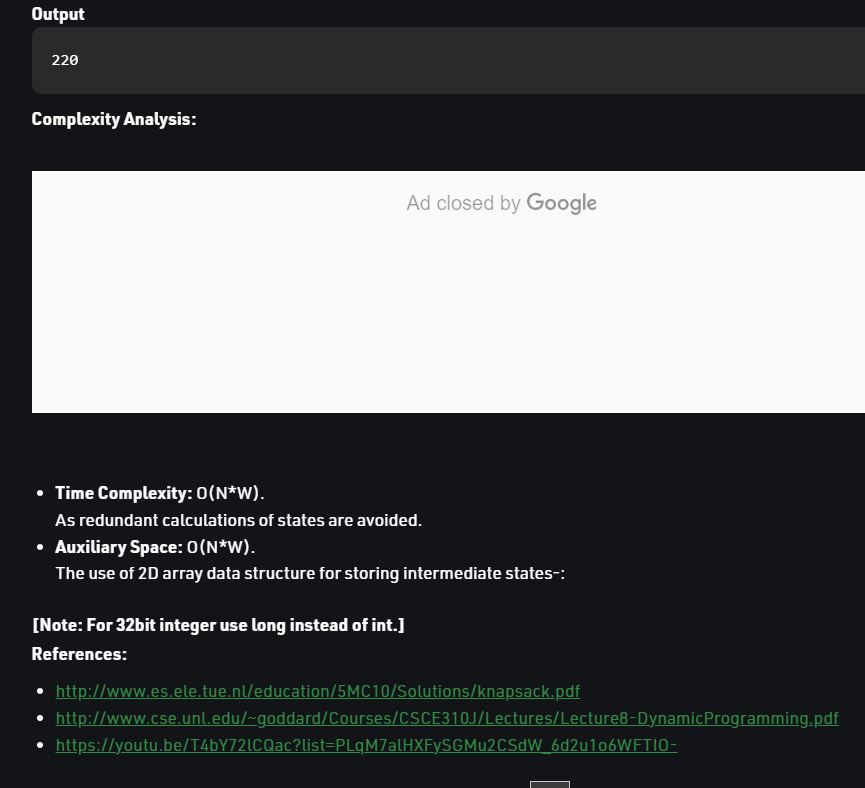 Output
220
Complexity Analysis:
Ad closed by Google
Time Complexity: O(N*W).
As redundant calculations of states are avoided.
Auxiliary Space: O(N*W).
The use of 2D array data structure for storing intermediate states-:
[Note: For 32bit integer use long instead of int.]
References:
http://www.es.ele.tue.nl/education/5MC10/Solutions/knapsack.pdf
http://www.cse.unl.edu/~goddard/Courses/CSCE310J/Lectures/Lecture8-DynamicProgramming.pdf
https://youtu.be/T4bY72lCQac?list=PLqM7alHXFySGMu2CSdW_6d2u1o6WFTIO-